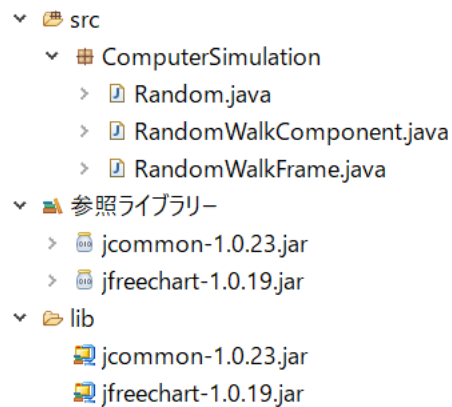 src
ComputerSimulation
Random.java
RandomWalkComponent.java
RandomWalkFrame.java
参照ライブラリー
jcommon-1.0.23.jar
jfreechart-1.0.19.jar
lib
jcommon-1.0.23.jar
jfreechart-1.0.19.jar